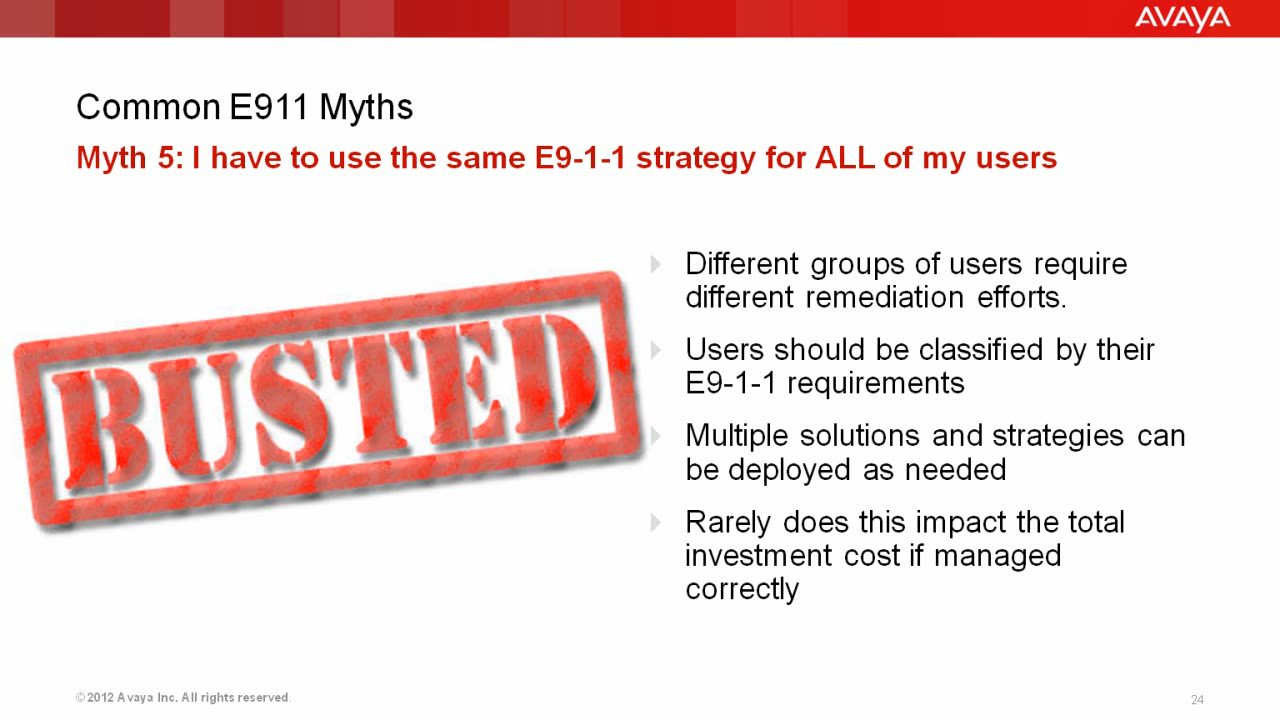 AVAYA
Common E911 Myths
Myth 5: I have to use the same E9-1-1 strategy for ALL of my users
BUSTED
Different groups of users require
different remediation efforts.
Users should be classified by their
E9-1-1 requirements
Multiple solutions and strategies can
be deployed as needed
Rarely does this impact the total
investment cost if managed
correctly
© 2012 Avaya Inc. All rights reserved.
24